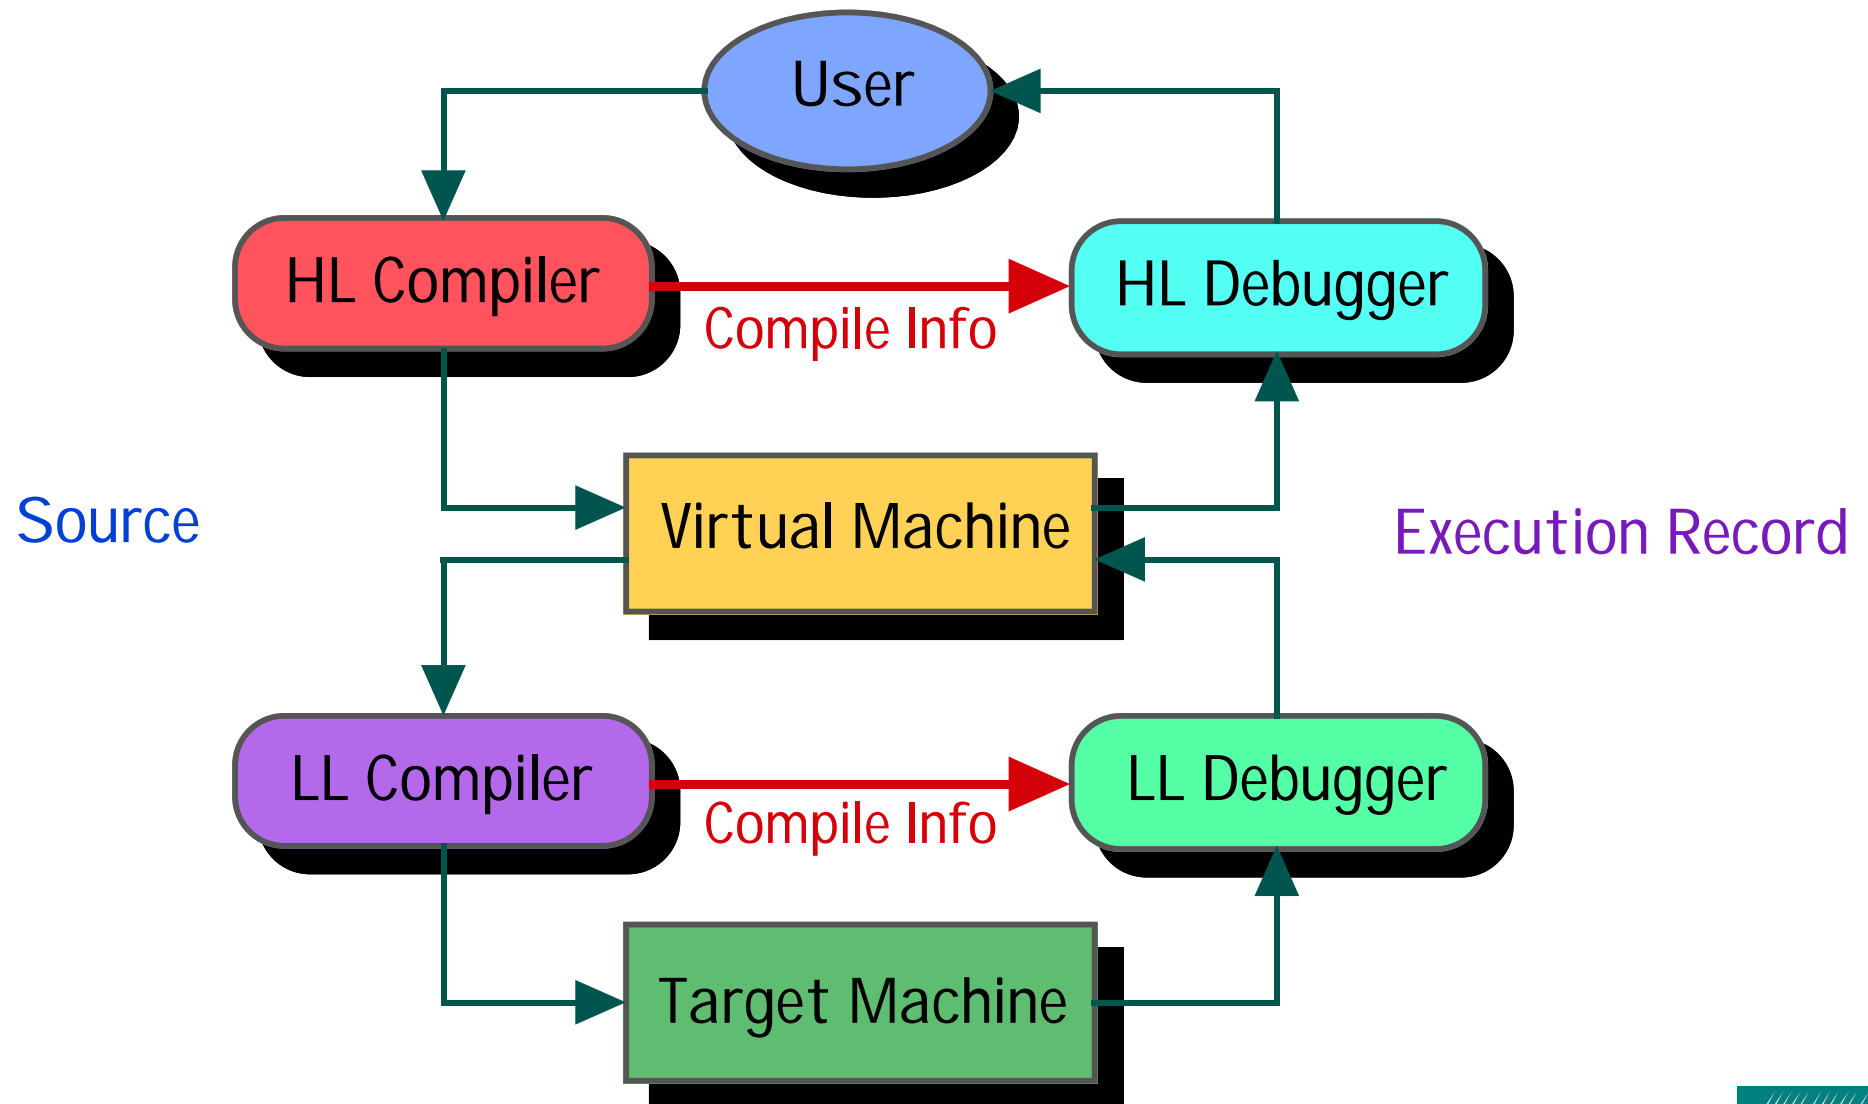 User
HL Compiler
HL Debugger
Compile Info
Source
Virtual Machine
Execution Record
LL Compiler
LL Debugger
Compile Info
Target Machine